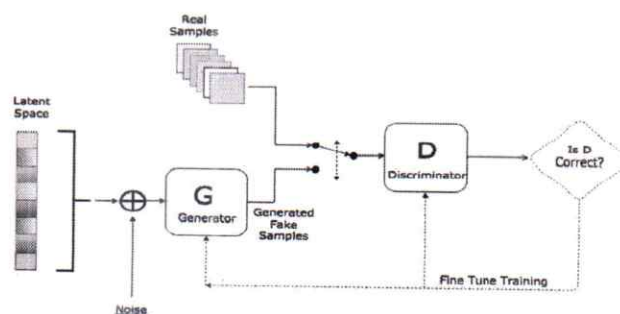 Real
Samples
Latent
Space
D
Discriminator
Is D
Correct?
G
Generator
Generated
Fake
Samples
Fine Tune Training
Noise